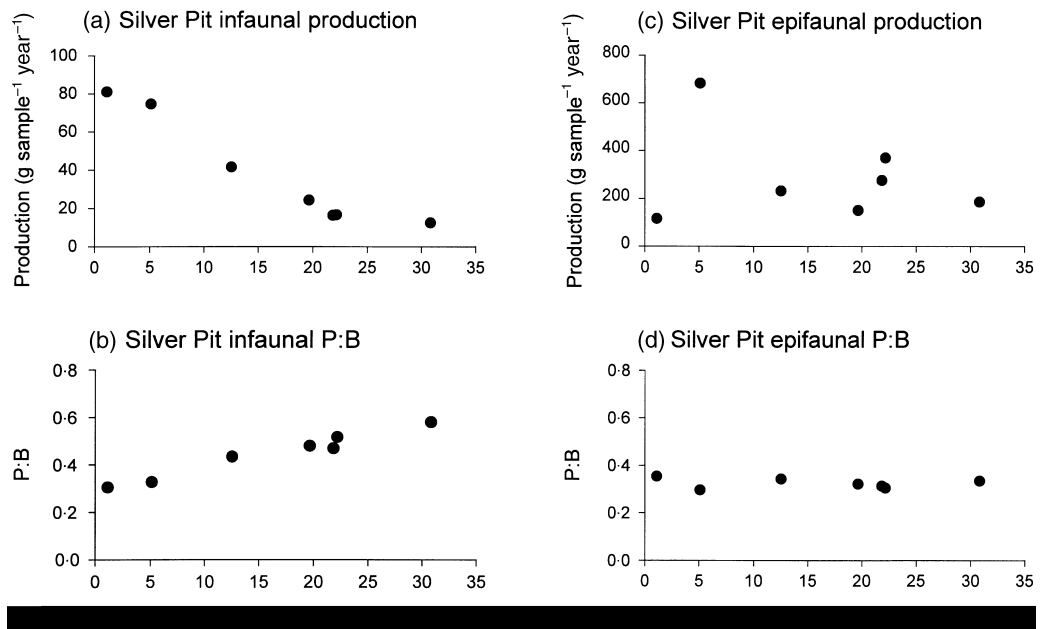 (a) Silver Pit infaunal production
Production (g sample⁻¹ year⁻¹)
100
80
60
40
20
0
0 5 10 15 20 25 30 35
(c) Silver Pit epifaunal production
Production (g sample⁻¹ year⁻¹)
800
600
400
200
0
0 5 10 15 20 25 30 35
(b) Silver Pit infaunal P:B
P:B
0·8
0·6
0·4
0·2
0·0
0 5 10 15 20 25 30 35
(d) Silver Pit epifaunal P:B
P:B
0·8
0·6
0·4
0·2
0·0
0 5 10 15 20 25 30 35